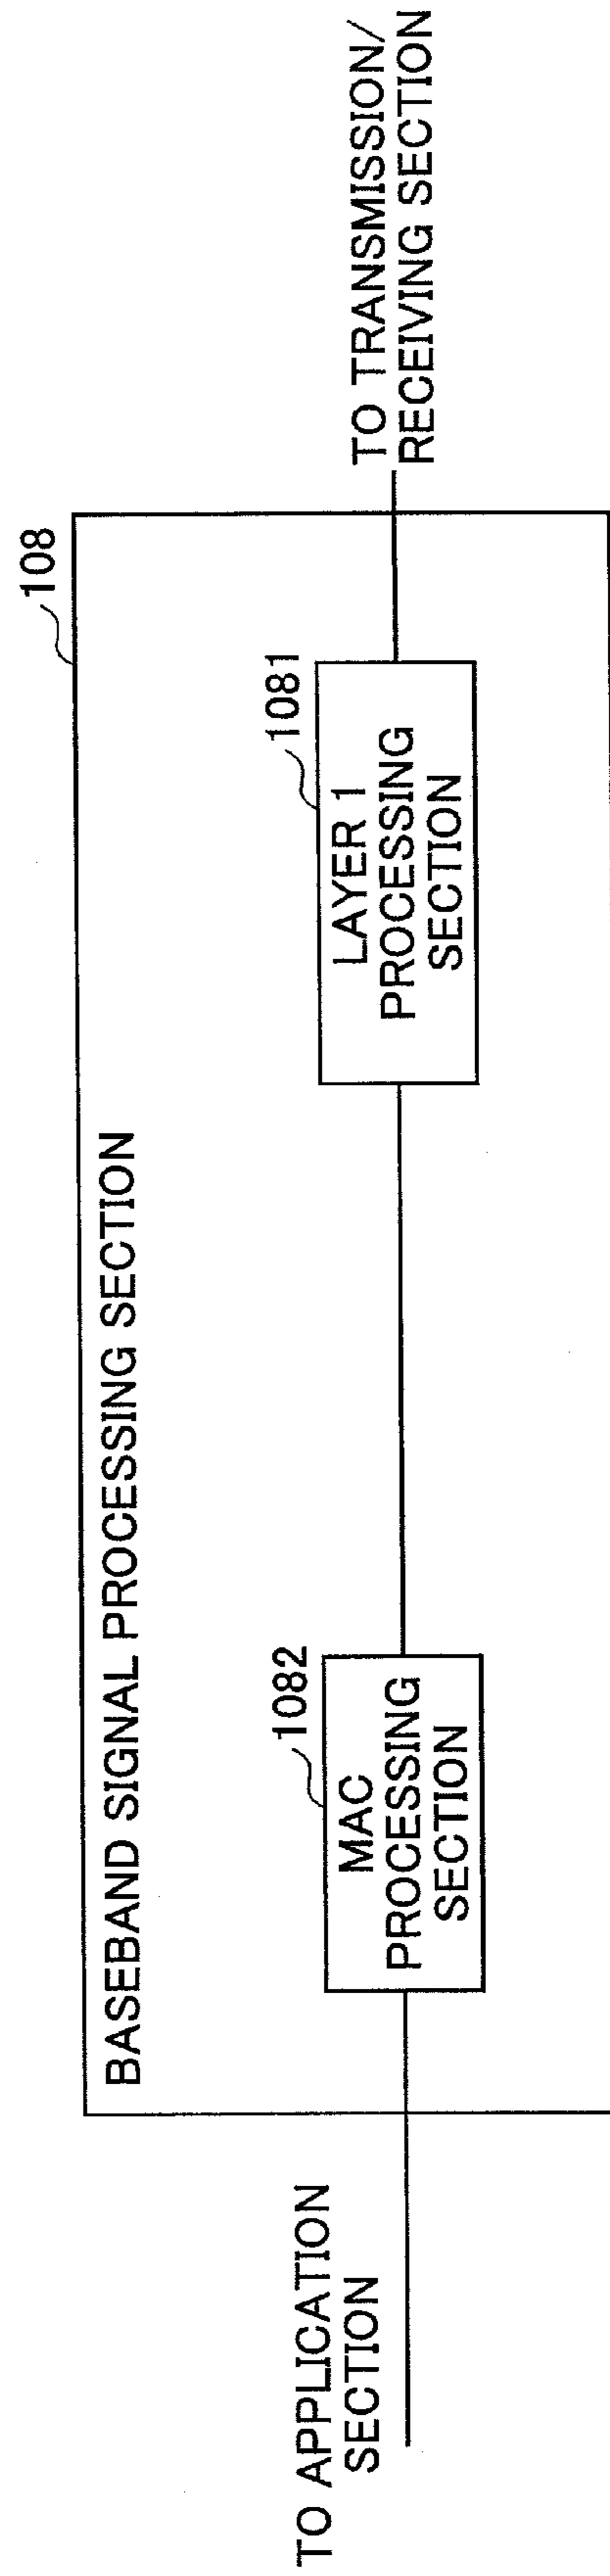 108
BASEBAND SIGNAL PROCESSING SECTION
TO APPLICATION
SECTION
1082
MAC
PROCESSING
SECTION
1081
LAYER 1
PROCESSING
SECTION
TO TRANSMISSION/
RECEIVING SECTION